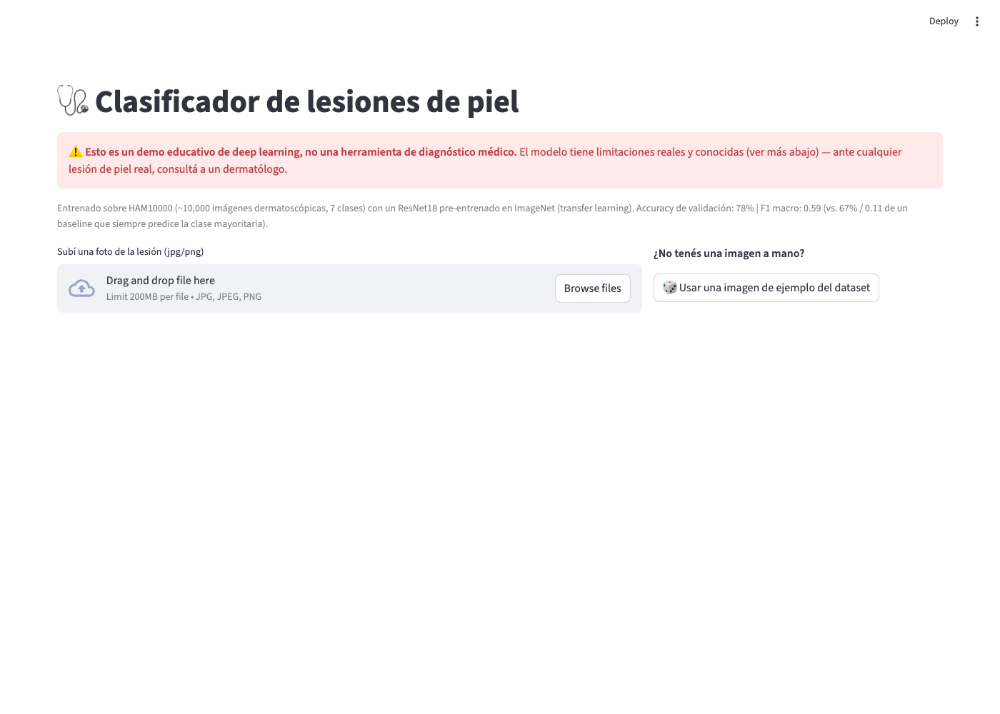 Deploy
Clasificador de lesiones de piel
Esto es un demo educativo de deep learning, no una herramienta de diagnóstico médico. El modelo tiene limitaciones reales y conocidas (ver más abajo) — ante cualquier
lesión de piel real, consultá a un dermatólogo.
Entrenado sobre HAM10000 (~10,000 imágenes dermatoscópicas, 7 clases) con un ResNet18 pre-entrenado en ImageNet (transfer learning). Accuracy de validación: 78% | F1 macro: 0.59 (vs. 67% / 0.11 de un
baseline que siempre predice la clase mayoritaria).
Subí una foto de la lesión (jpg/png)
Drag and drop file here
Limit 200MB per file • JPG, JPEG, PNG
Browse files
¿No tenés una imagen a mano?
Usar una imagen de ejemplo del dataset